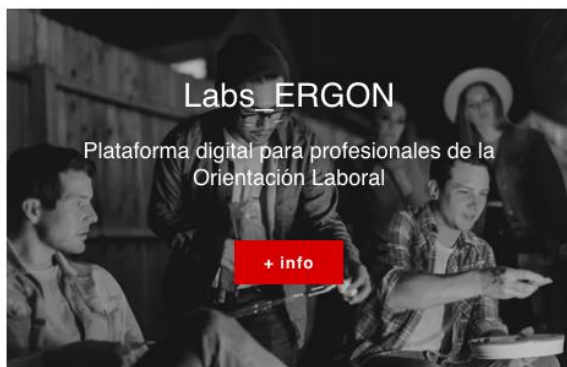 Labs_ERGON
Plataforma digital para profesionales de la
Orientación Laboral
+ info